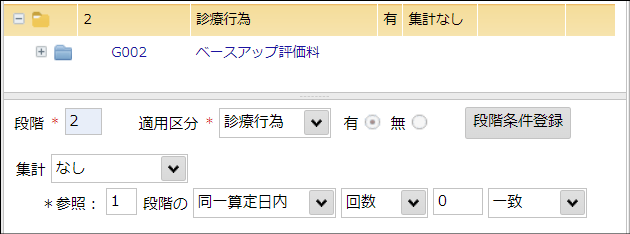 2 診療行為 有 集計なし
G002 ベースアップ評価料
段階 * 2 適用区分 * 診療行為 有 無 段階条件登録
集計 なし
＊参照： 1 段階の 同一算定日内 回数 0 一致